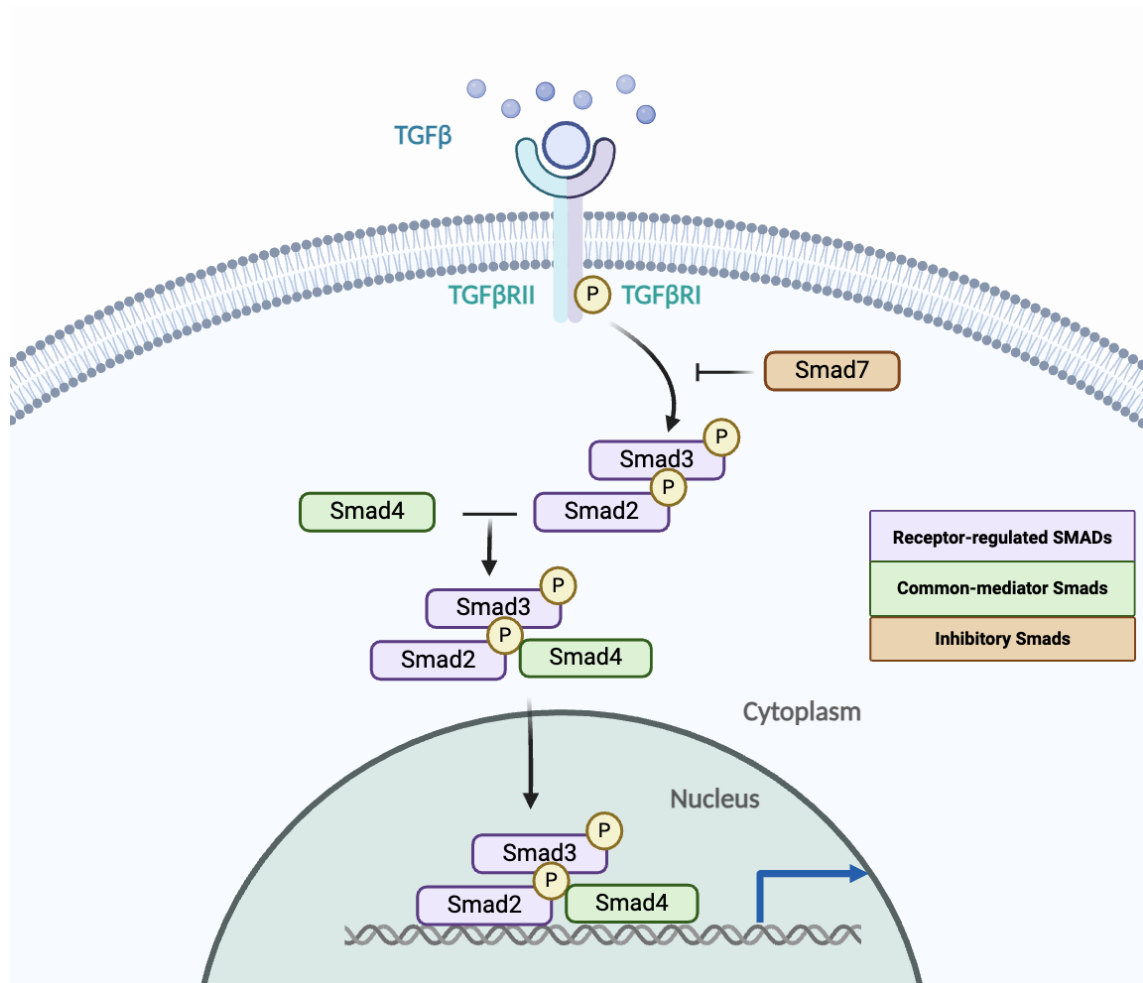 TGFβ
TGFβRII
P
TGFβRI
Smad7
P
Smad3
P
Smad4
Smad2
Receptor-regulated SMADs
Common-mediator Smads
Inhibitory Smads
P
Smad3
P
Smad2
Smad4
Cytoplasm
Nucleus
P
Smad3
P
Smad2
Smad4